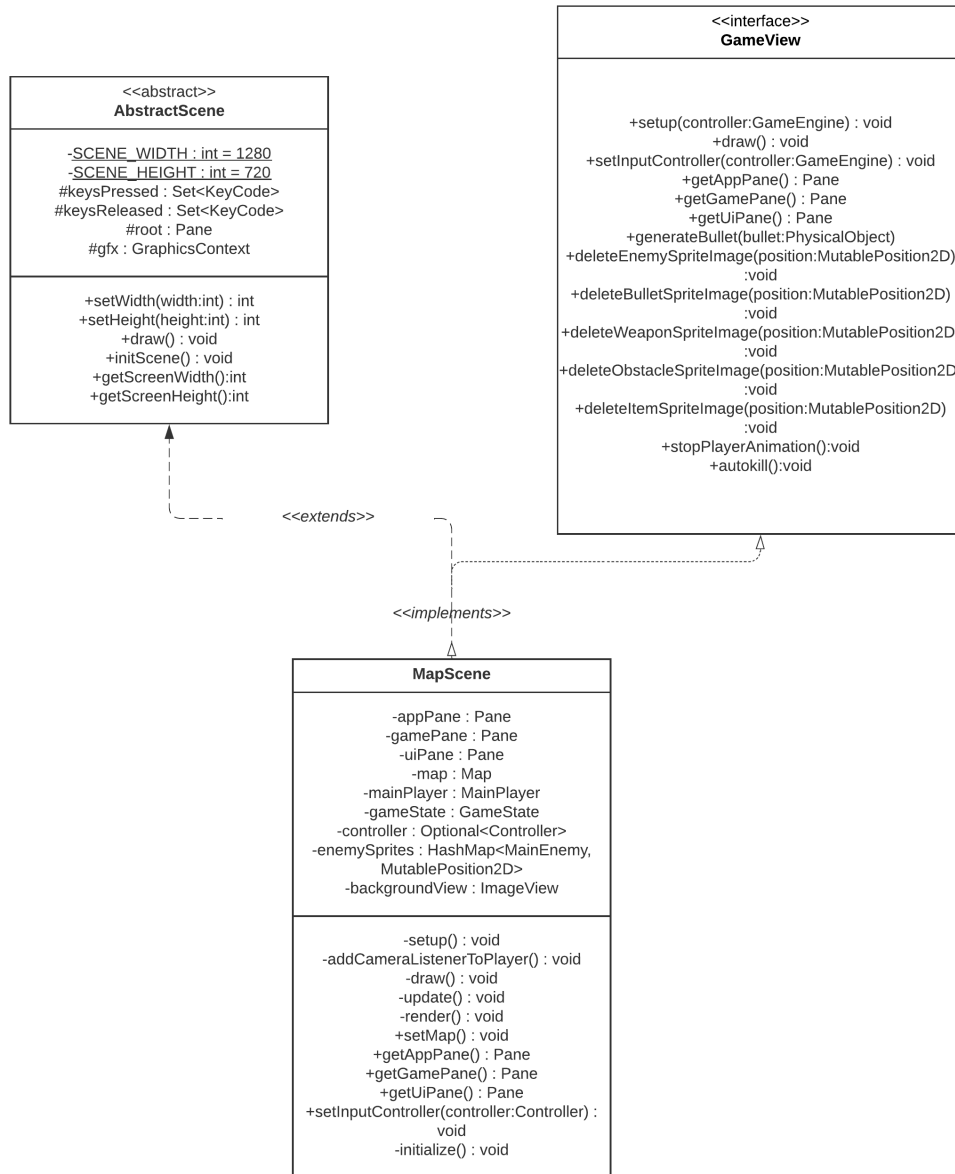 <<interface>>
GameView
<<abstract>>
AbstractScene
-SCENE_WIDTH : int = 1280
-SCENE_HEIGHT : int = 720
#keysPressed : Set<KeyCode>
#keysReleased : Set<KeyCode>
#root : Pane
#gfx : GraphicsContext
+setWidth(width:int) : int
+setHeight(height:int) : int
+draw() : void
+initScene() : void
+getScreenWidth():int
+getScreenHeight():int
+setup(controller:GameEngine) : void
+draw() : void
+setInputController(controller:GameEngine) : void
+getAppPane() : Pane
+getGamePane() : Pane
+getUiPane() : Pane
+generateBullet(bullet:PhysicalObject)
+deleteEnemySpriteImage(position:MutablePosition2D)
:void
+deleteBulletSpriteImage(position:MutablePosition2D)
:void
+deleteWeaponSpriteImage(position:MutablePosition2D
:void
+deleteObstacleSpriteImage(position:MutablePosition2D
:void
+deleteItemSpriteImage(position:MutablePosition2D)
:void
+stopPlayerAnimation():void
+autokill():void
<<extends>>
<<implements>>
MapScene
-appPane : Pane
-gamePane : Pane
-uiPane : Pane
-map : Map
-mainPlayer : MainPlayer
-gameState : GameState
-controller : Optional<Controller>
-enemySprites : HashMap<MainEnemy,
MutablePosition2D>
-backgroundView : ImageView
-setup() : void
-addCameraListenerToPlayer() : void
-draw() : void
-update() : void
-render() : void
+setMap() : void
+getAppPane() : Pane
+getGamePane() : Pane
+getUiPane() : Pane
+setInputController(controller:Controller) :
void
-initialize() : void